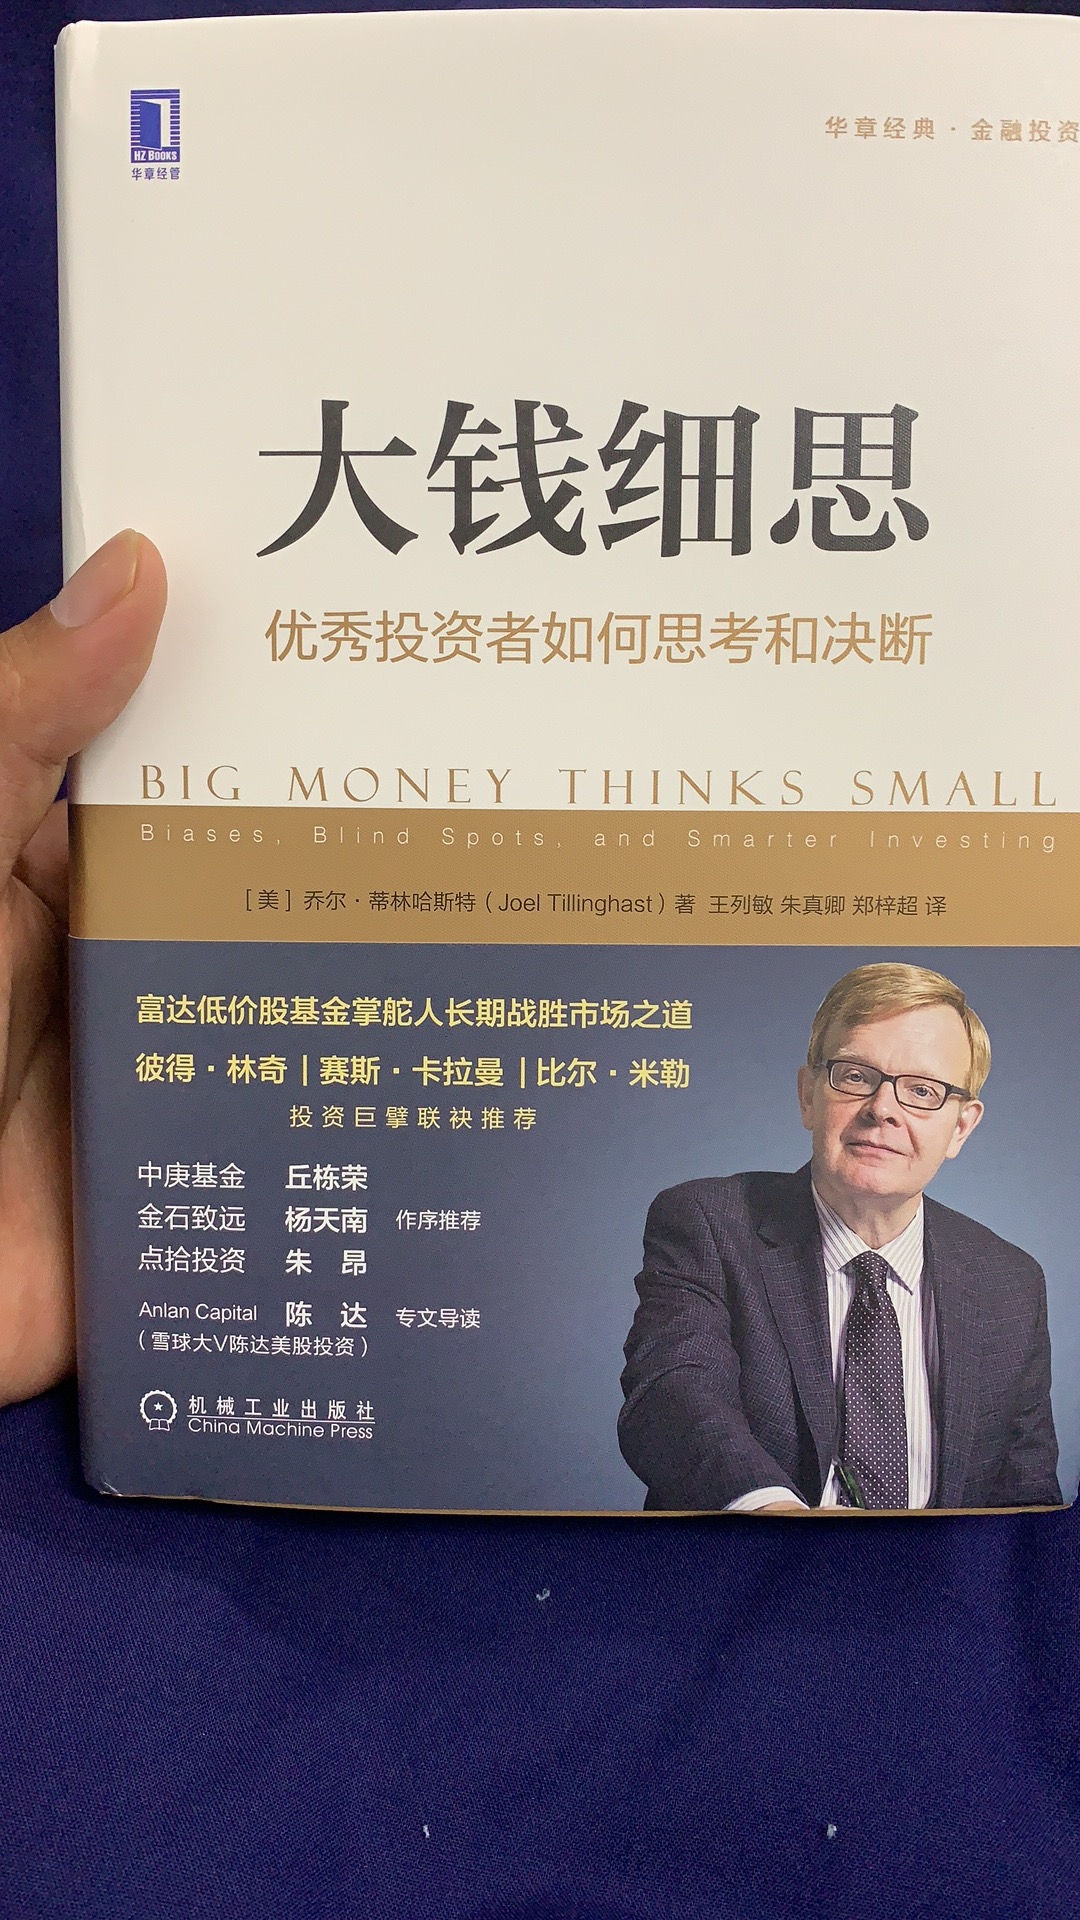 HZ BOOKS
华章经管
华章经典·金融投资
大钱细思
优秀投资者如何思考和决断
BIG MONEY THINKS SMALL
Biases, Blind Spots, and Smarter Investing
[美] 乔尔·蒂林哈斯特（Joel Tillinghast）著 王列敏 朱真卿 郑梓超 译
富达低价股基金掌舵人长期战胜市场之道
彼得·林奇|赛斯·卡拉曼|比尔·米勒
投资巨擘联袂推荐
中庚基金 丘栋荣
金石致远 杨天南 作序推荐
点拾投资 朱 昂
Anlan Capital 陈 达 专文导读
（雪球大V陈达美股投资）
机械工业出版社
China Machine Press